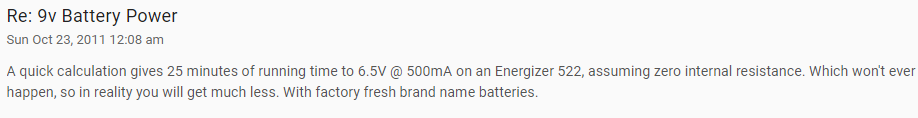 Re: 9v Battery Power
Sun Oct 23, 2011 12:08 am
A quick calculation gives 25 minutes of running time to 6.5V @ 500mA on an Energizer 522, assuming zero internal resistance. Which won't ever
happen, so in reality you will get much less. With factory fresh brand name batteries.